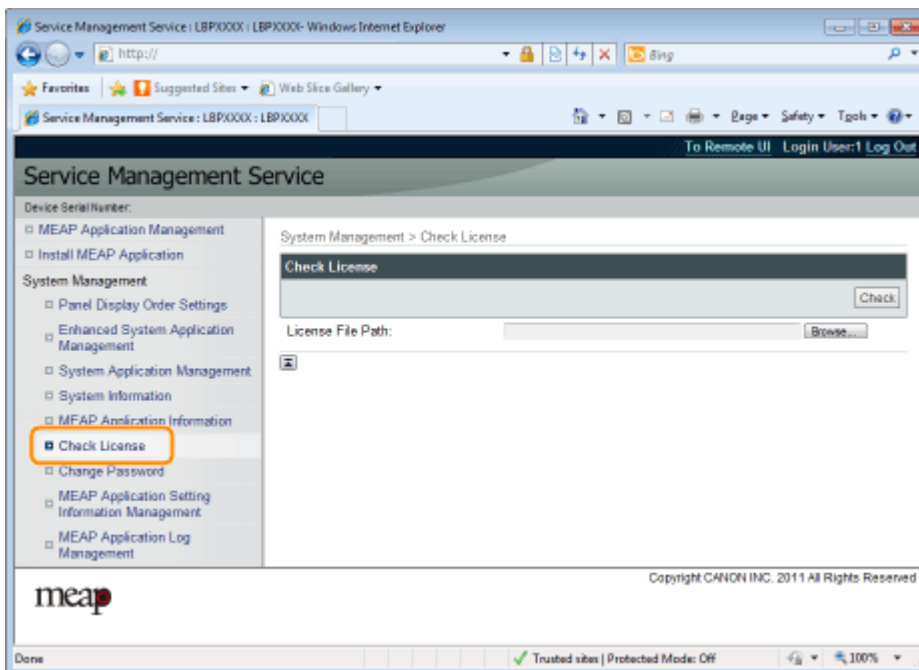 Service Management Service : LBPXXXX : LBPXXXX- Windows Internet Explorer
http://
Bing
Favorites Suggested Sites Web Slice Gallery
Service Management Service : LBPXXXX : LBPXXXX
Page Safety Tools
To Remote UI Login User:1 Log Out
Service Management Service
Device Serial Number:
MEAP Application Management
Install MEAP Application
System Management
Panel Display Order Settings
Enhanced System Application
Management
System Application Management
System Information
MEAP Application Information
Check License
Change Password
MEAP Application Setting
Information Management
MEAP Application Log
Management
System Management > Check License
Check License
Check
License File Path:
Browse...
Copyright CANON INC. 2011 All Rights Reserved
meap
Done
Trusted sites | Protected Mode: Off
100%